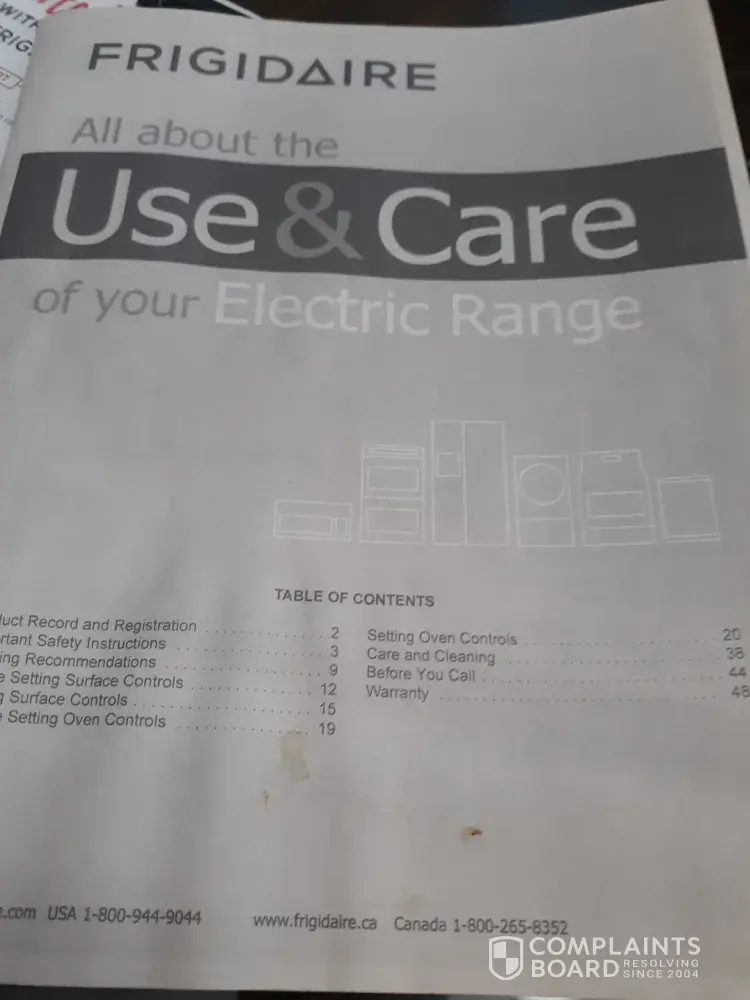 WITH
FRIGIDAIRE
All about the
Use & Care
of your Electric Range
TABLE OF CONTENTS
uct Record and Registration . . . . . . . . . . . . . . . 2
rtant Safety Instructions . . . . . . . . . . . . . . . . . . . 3
ing Recommendations . . . . . . . . . . . . . . . . . . . 9
e Setting Surface Controls . . . . . . . . . . . . . . . . 12
g Surface Controls . . . . . . . . . . . . . . . . . . . . . . 15
e Setting Oven Controls . . . . . . . . . . . . . . . . . . 19
Setting Oven Controls . . . . . . . . . . . . . . . . . . . . 20
Care and Cleaning . . . . . . . . . . . . . . . . . . . . . . . 38
Before You Call . . . . . . . . . . . . . . . . . . . . . . . . . . 44
Warranty . . . . . . . . . . . . . . . . . . . . . . . . . . . . . . . 48
e.com USA 1-800-944-9044 www.frigidaire.ca Canada 1-800-265-8352
COMPLAINTS
BOARD RESOLVING
SINCE 2004